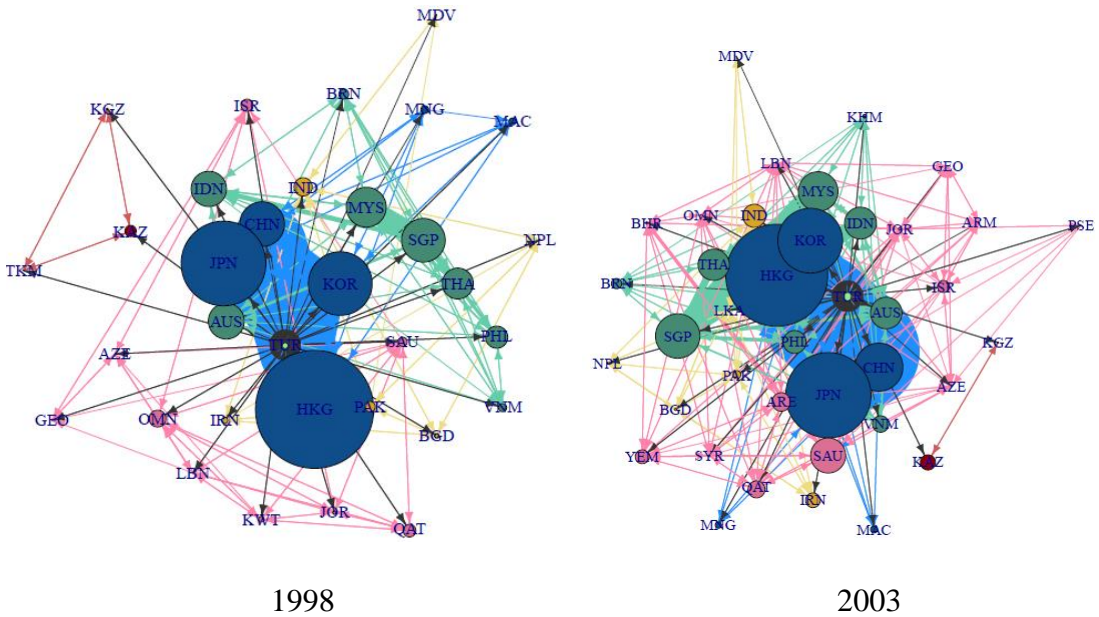 MDV
KGZ
ISR
BRN
MNG
MAC
IDN
IND
MYS
CHN
SGP
NPL
KAZ
TKM
JPN
KOR
THA
AUS
PHL
TUR
SAU
AZE
GEO
OMN
IRN
HKG
PAK
VNM
BGD
LBN
KWT
JOR
QAT
1998
MDV
KHM
LBN
GEO
MYS
BHR
OMN
IND
IDN
JOR
ARM
PSE
KOR
THA
HKG
BRN
TUR
ISR
LKA
AUS
SGP
PHL
KGZ
NPL
PAK
CHN
AZE
BGD
ARE
JPN
VNM
YEM
SYR
SAU
KAZ
QAT
IRN
MNG
MAC
2003